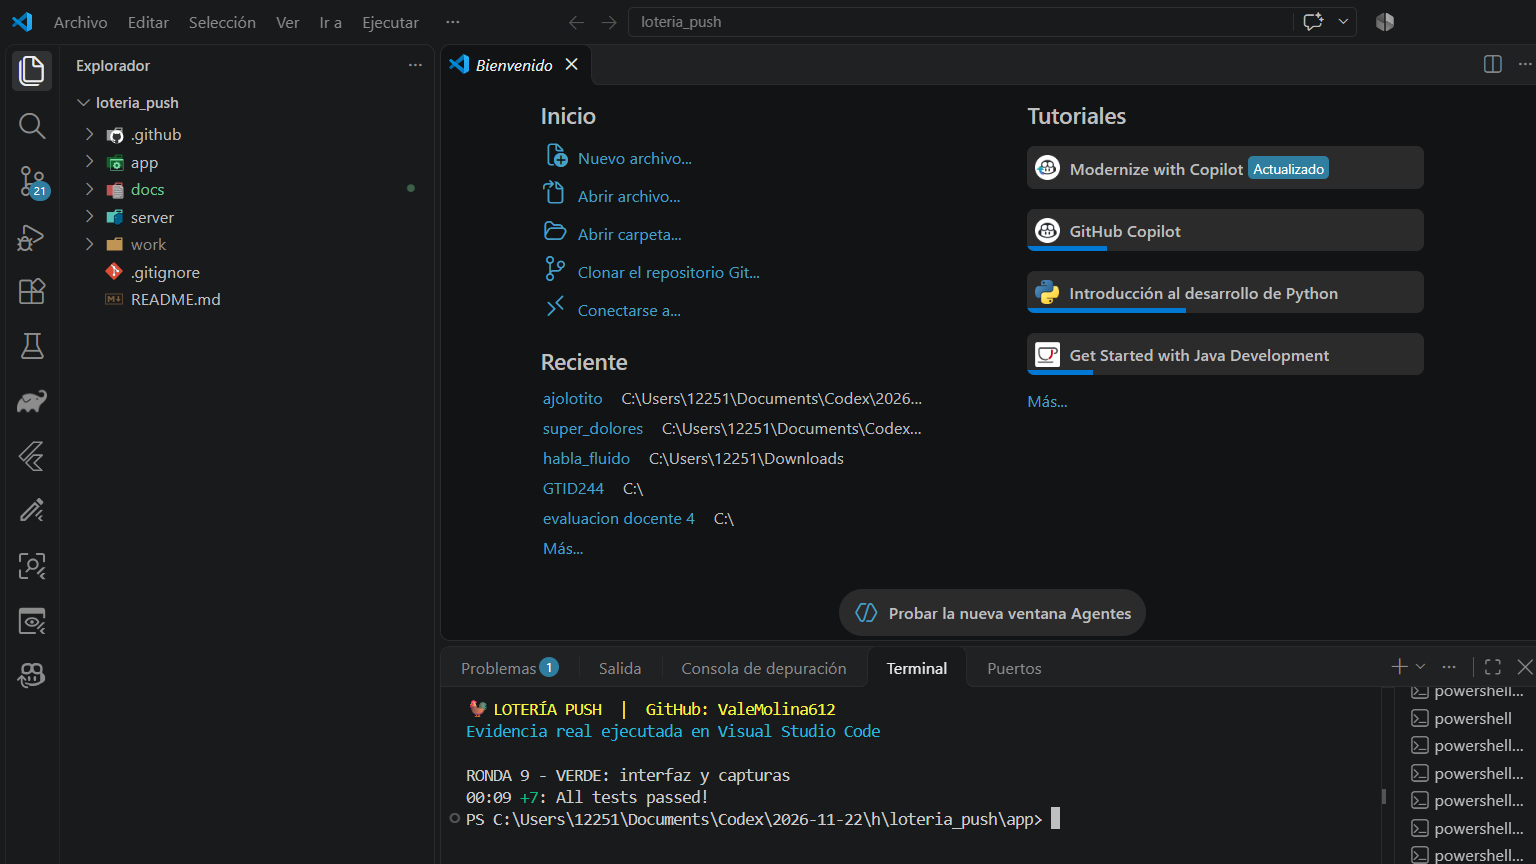 Archivo Editar Selección Ver Ir a Ejecutar ···
loteria_push
Explorador
loteria_push
.github
app
docs
server
work
.gitignore
README.md
21
Bienvenido
Inicio
Nuevo archivo...
Abrir archivo...
Abrir carpeta...
Clonar el repositorio Git...
Conectarse a...
Reciente
ajolotito C:\Users\12251\Documents\Codex\2026...
super_dolores C:\Users\12251\Documents\Codex...
habla_fluido C:\Users\12251\Downloads
GTID244 C:\
evaluacion docente 4 C:\
Más...
Tutoriales
Modernize with Copilot Actualizado
GitHub Copilot
Introducción al desarrollo de Python
Get Started with Java Development
Más...
Probar la nueva ventana Agentes
Problemas 1 Salida Consola de depuración Terminal Puertos
LOTERÍA PUSH | GitHub: ValeMolina612
Evidencia real ejecutada en Visual Studio Code
RONDA 9 - VERDE: interfaz y capturas
00:09 +7: All tests passed!
PS C:\Users\12251\Documents\Codex\2026-11-22\h\loteria_push\app>
powershell...
powershell
powershell...
powershell...
powershell...
powershell...
powershell...